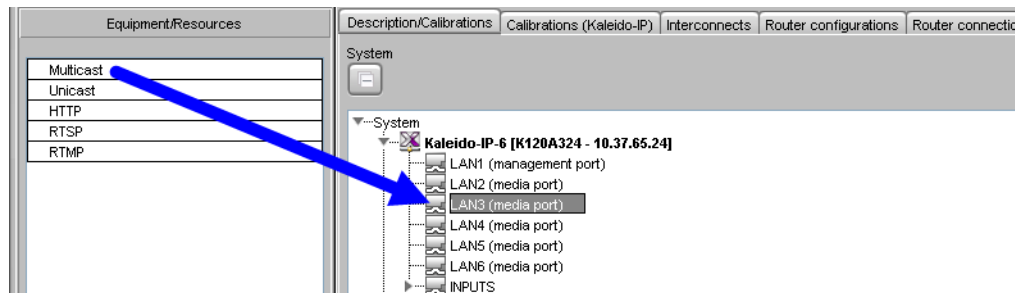 Equipment/Resources
Multicast
Unicast
HTTP
RTSP
RTMP
Description/Calibrations Calibrations (Kaleido-IP) Interconnects Router configurations Router connectio
System
System
Kaleido-IP-6 [K120A324 - 10.37.65.24]
LAN1 (management port)
LAN2 (media port)
LAN3 (media port)
LAN4 (media port)
LAN5 (media port)
LAN6 (media port)
INPUTS